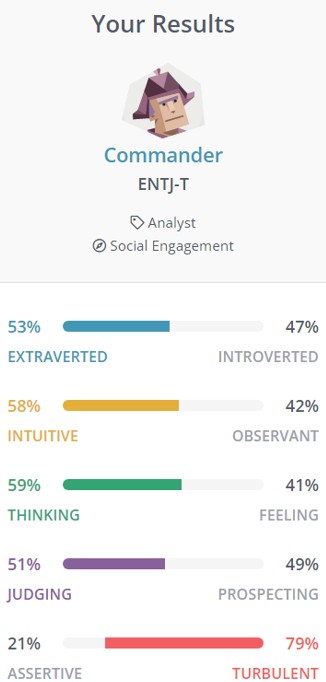 Your Results
Commander
ENTJ-T
Analyst
Social Engagement
53% 47%
EXTRAVERTED INTROVERTED
58% 42%
INTUITIVE OBSERVANT
59% 41%
THINKING FEELING
51% 49%
JUDGING PROSPECTING
21% 79%
ASSERTIVE TURBULENT